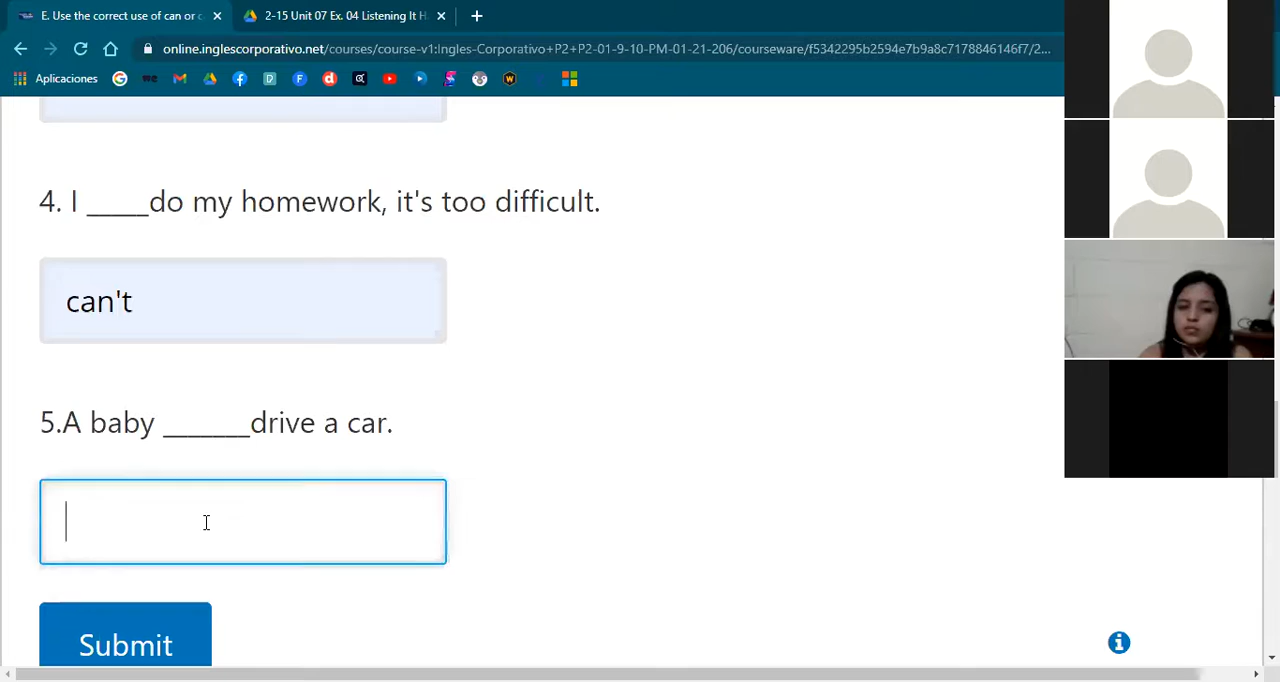 E. Use the correct use of can or c
2-15 Unit 07 Ex. 04 Listening It H
online.inglescorporativo.net/courses/course-v1:Ingles-Corporativo+P2+P2-01-9-10-PM-01-21-206/courseware/f5342295b2594e7b9a8c7178846146f7/2...
Aplicaciones
4. I _____do my homework, it's too difficult.
can't
5.A baby _______drive a car.
Submit